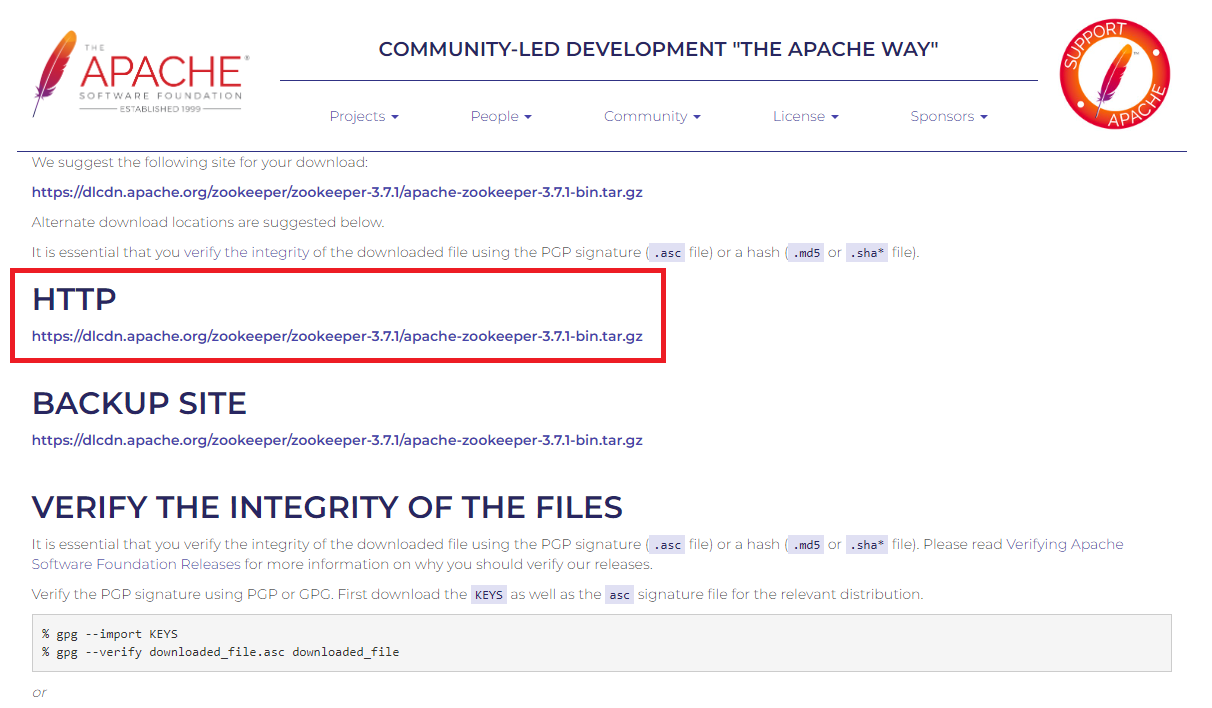 THE
APACHE®
SOFTWARE FOUNDATION
ESTABLISHED 1999
COMMUNITY-LED DEVELOPMENT "THE APACHE WAY"
SUPPORT
APACHE
Projects
People
Community
License
Sponsors
We suggest the following site for your download:
https://dlcdn.apache.org/zookeeper/zookeeper-3.7.1/apache-zookeeper-3.7.1-bin.tar.gz
Alternate download locations are suggested below.
It is essential that you verify the integrity of the downloaded file using the PGP signature ( .asc file) or a hash ( .md5 or .sha* file).
HTTP
https://dlcdn.apache.org/zookeeper/zookeeper-3.7.1/apache-zookeeper-3.7.1-bin.tar.gz
BACKUP SITE
https://dlcdn.apache.org/zookeeper/zookeeper-3.7.1/apache-zookeeper-3.7.1-bin.tar.gz
VERIFY THE INTEGRITY OF THE FILES
It is essential that you verify the integrity of the downloaded file using the PGP signature ( .asc file) or a hash ( .md5 or .sha* file). Please read Verifying Apache
Software Foundation Releases for more information on why you should verify our releases.
Verify the PGP signature using PGP or GPG. First download the KEYS as well as the asc signature file for the relevant distribution.
% gpg --import KEYS
% gpg --verify downloaded_file.asc downloaded_file
or